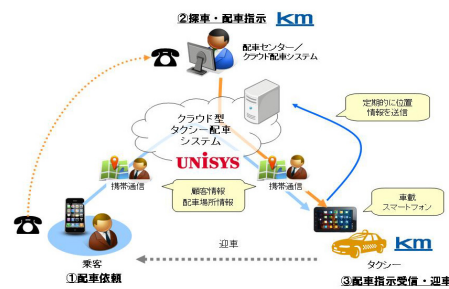 ②探車・配車指示 km
配車センター／
クラウド配車システム
定期的に位置
情報を送信
クラウド型
タクシー配車
システム
UNiSYS
携帯通信
顧客情報
配車場所情報
携帯通信
車載
スマートフォン
迎車
km
乗客
タクシー
①配車依頼
③配車指示受信・迎車